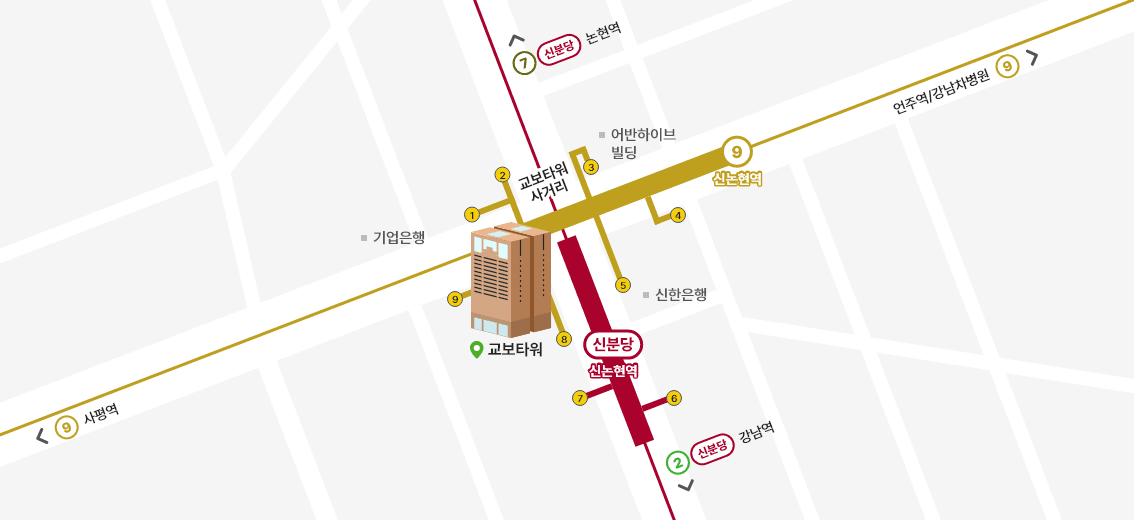 논현역
신분당
7
언주역/강남차병원
9
어반하이브
빌딩
3
9
신논현역
2
교보타워
사거리
1
4
기업은행
5
신한은행
9
8
교보타워
신분당
신논현역
7
6
사평역
9
강남역
신분당
2